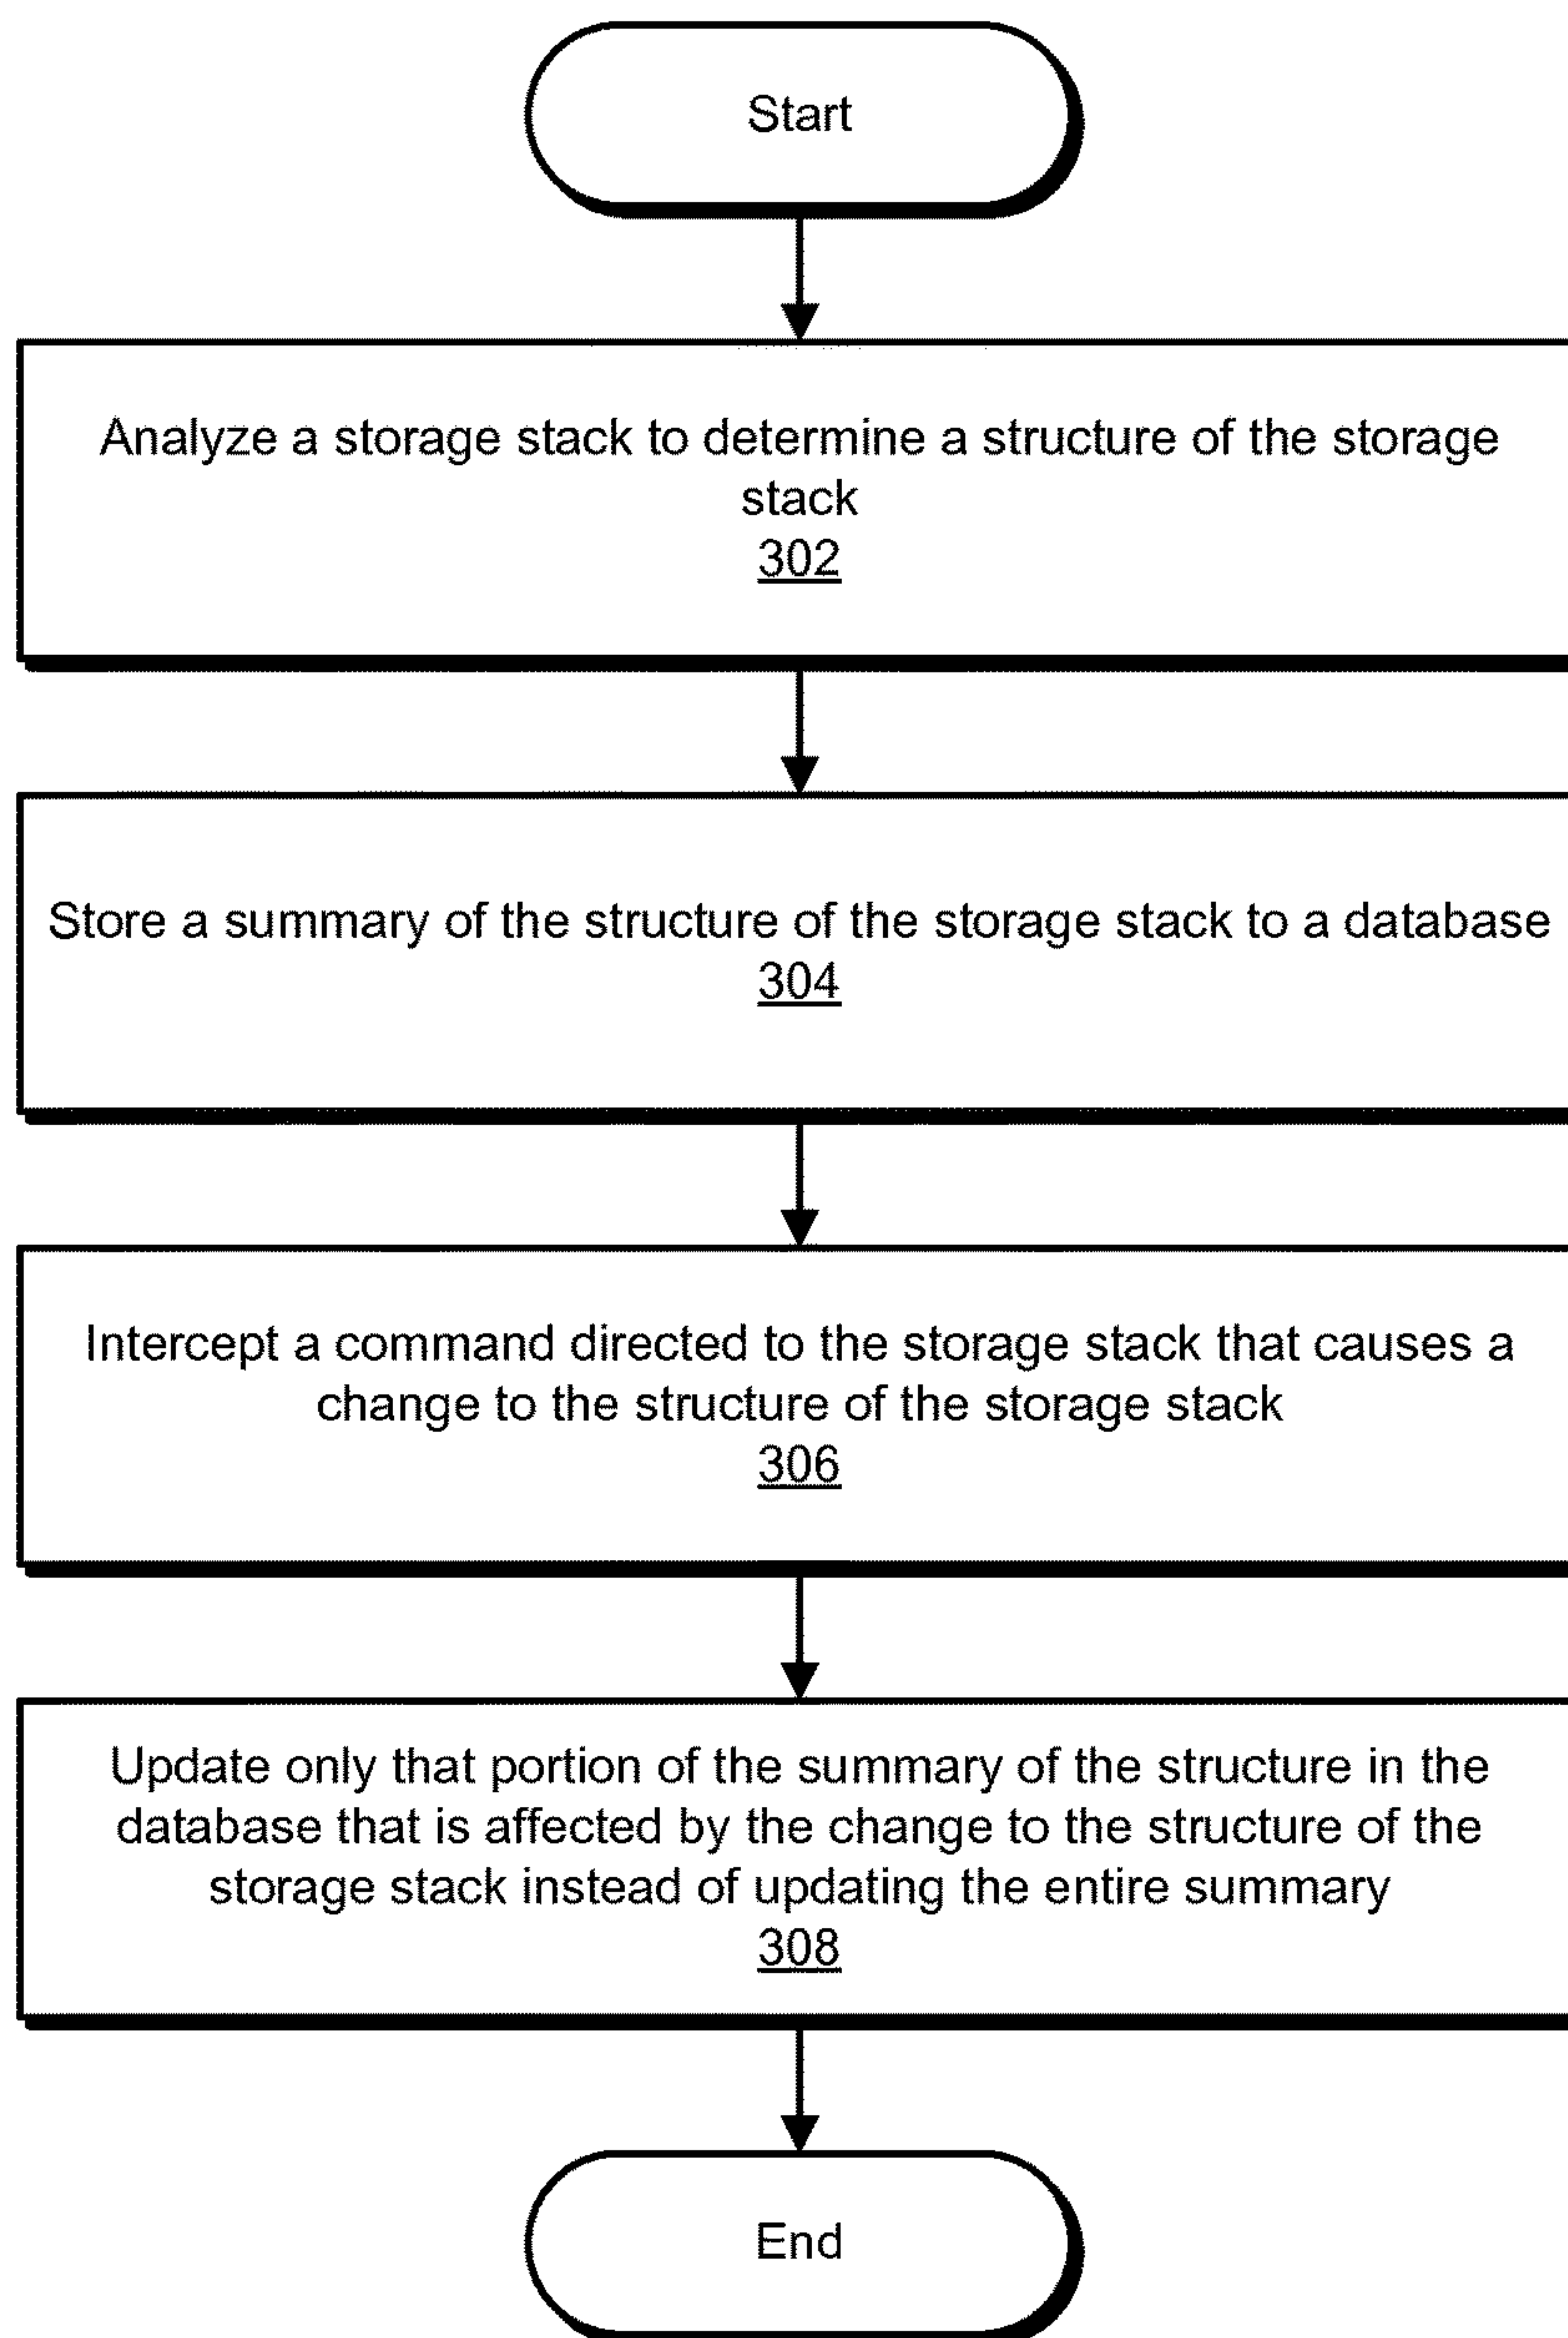 Start
Analyze a storage stack to determine a structure of the storage
stack
302
Store a summary of the structure of the storage stack to a database
304
Intercept a command directed to the storage stack that causes a
change to the structure of the storage stack
306
Update only that portion of the summary of the structure in the
database that is affected by the change to the structure of the
storage stack instead of updating the entire summary
308
End